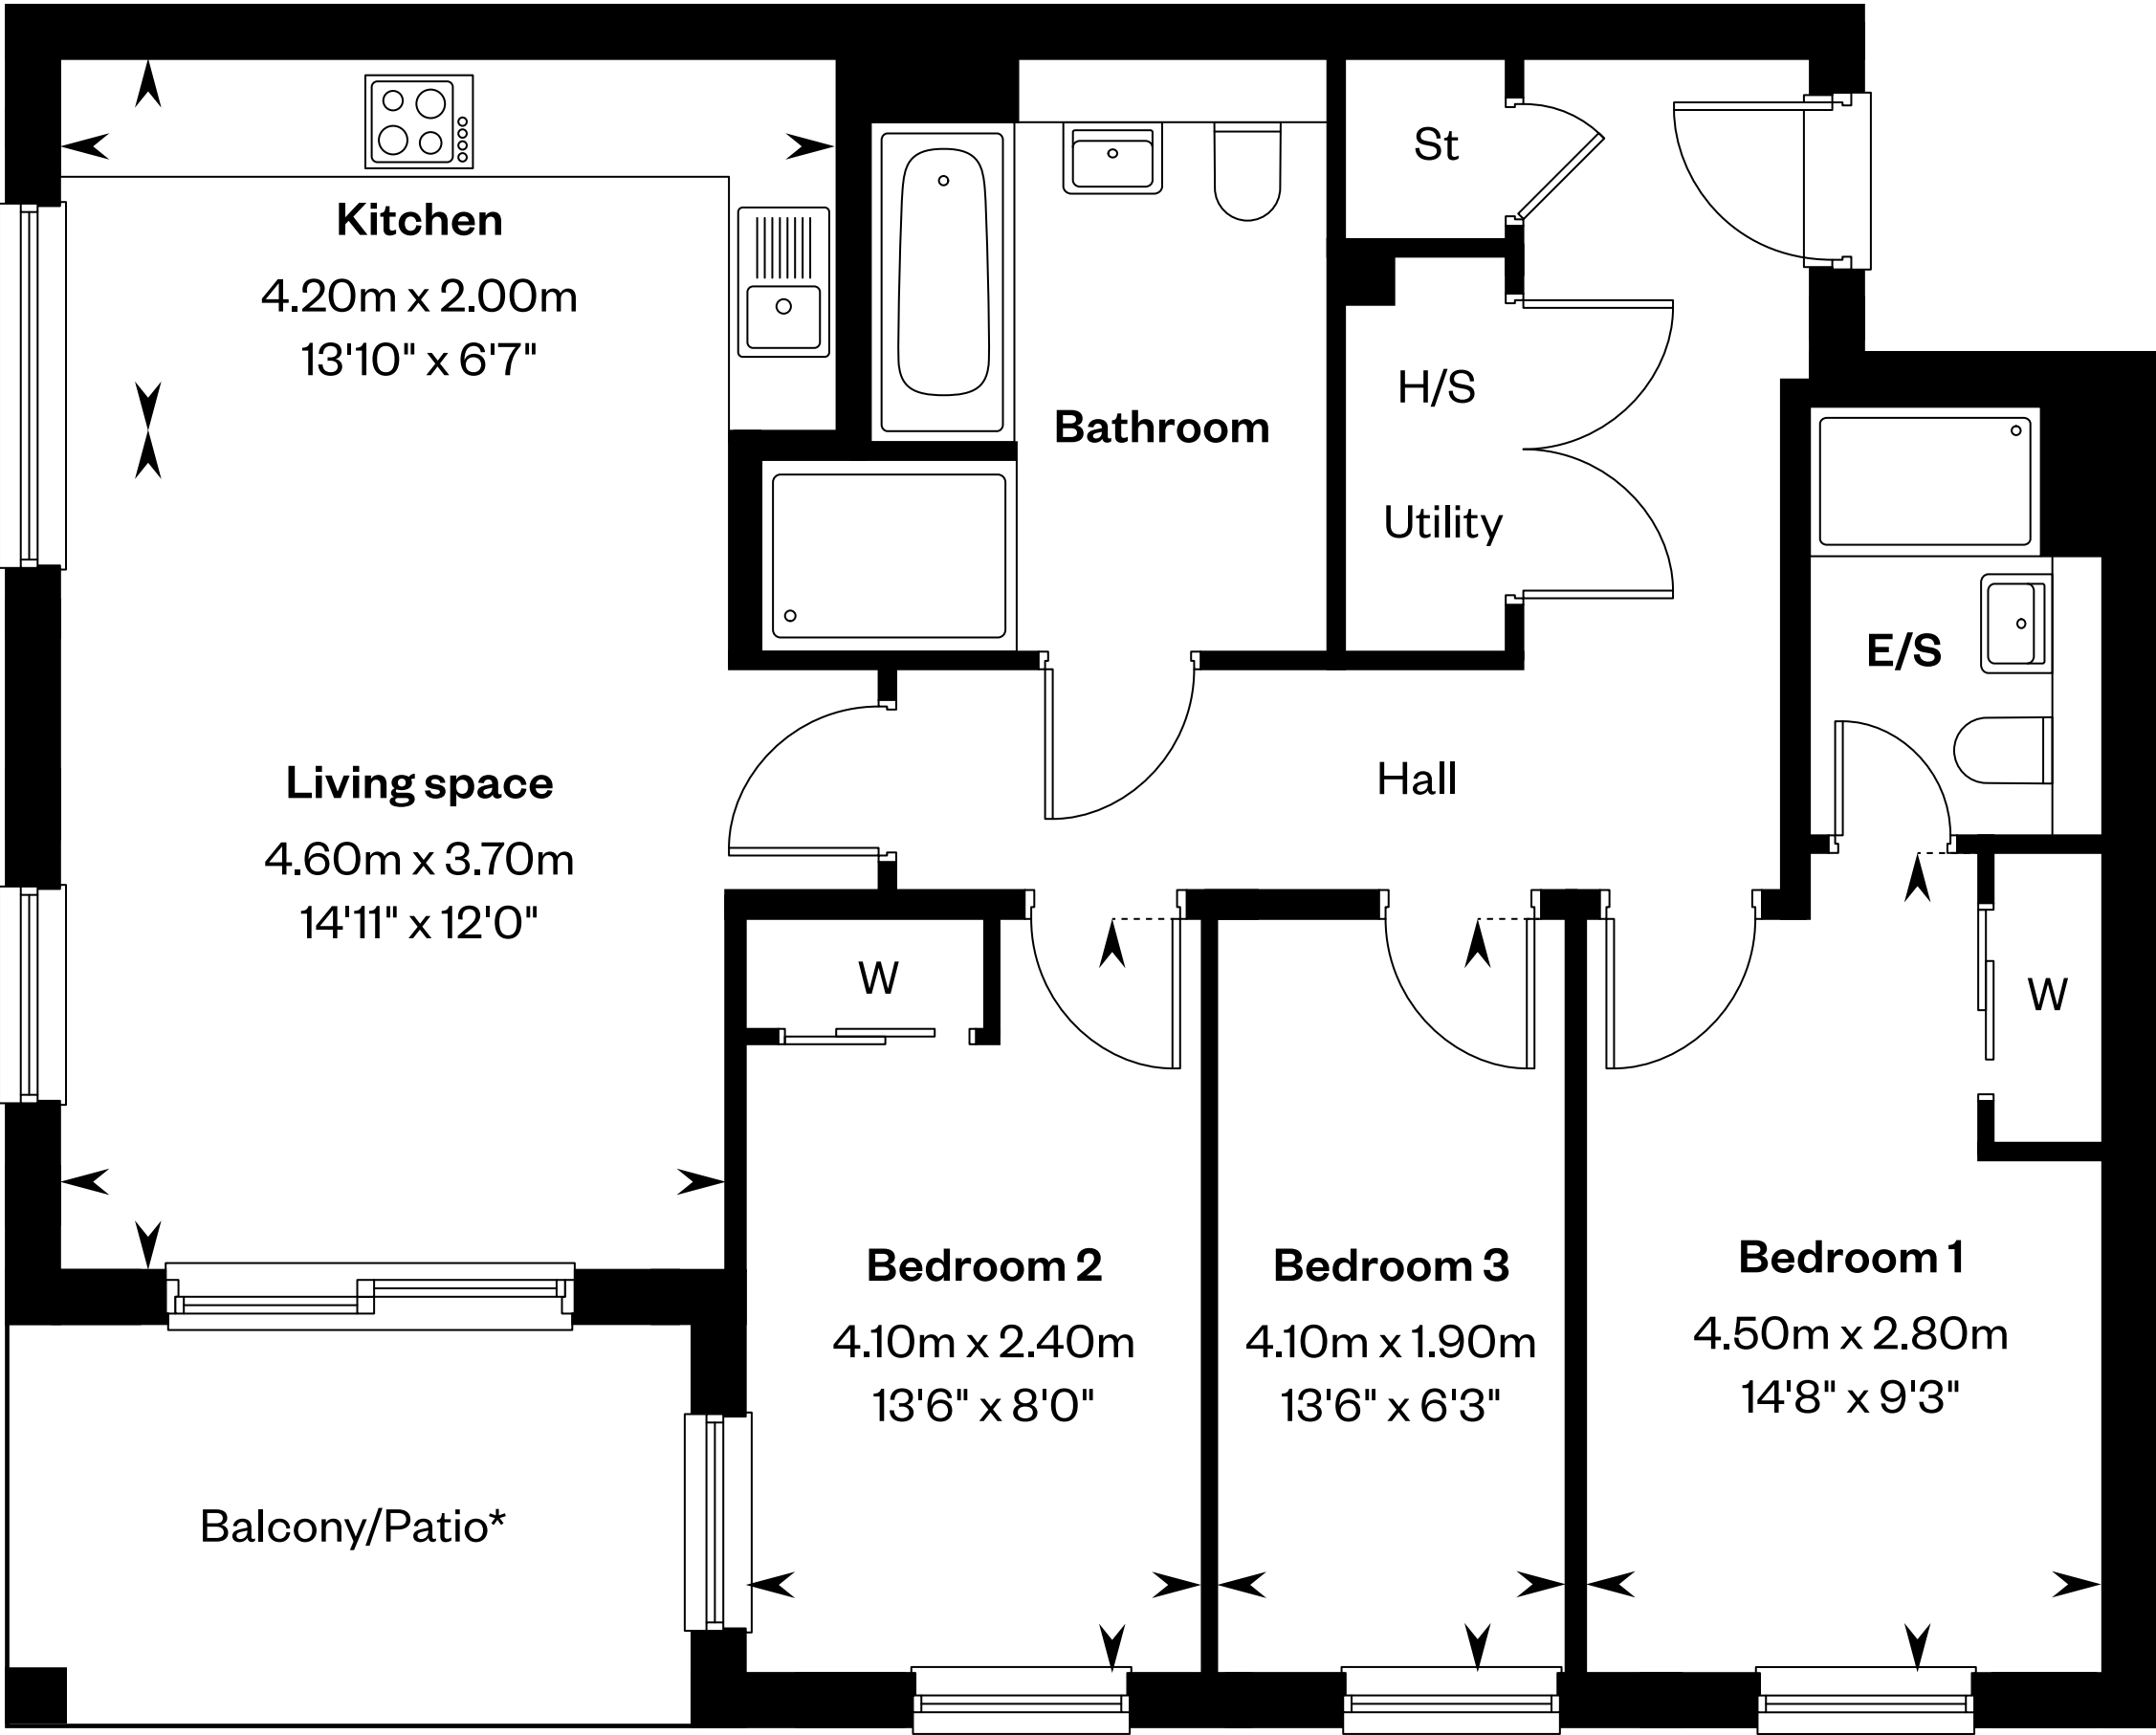 Kitchen
4.20m x 2.00m
13'10" x 6'7"
St
H/S
Utility
Bathroom
E/S
Living space
4.60m x 3.70m
14'11" x 12'0"
Hall
W
W
Bedroom 2
4.10m x 2.40m
13'6" x 8'0"
Bedroom 3
4.10m x 1.90m
13'6" x 6'3"
Bedroom 1
4.50m x 2.80m
14'8" x 9'3"
Balcony/Patio*